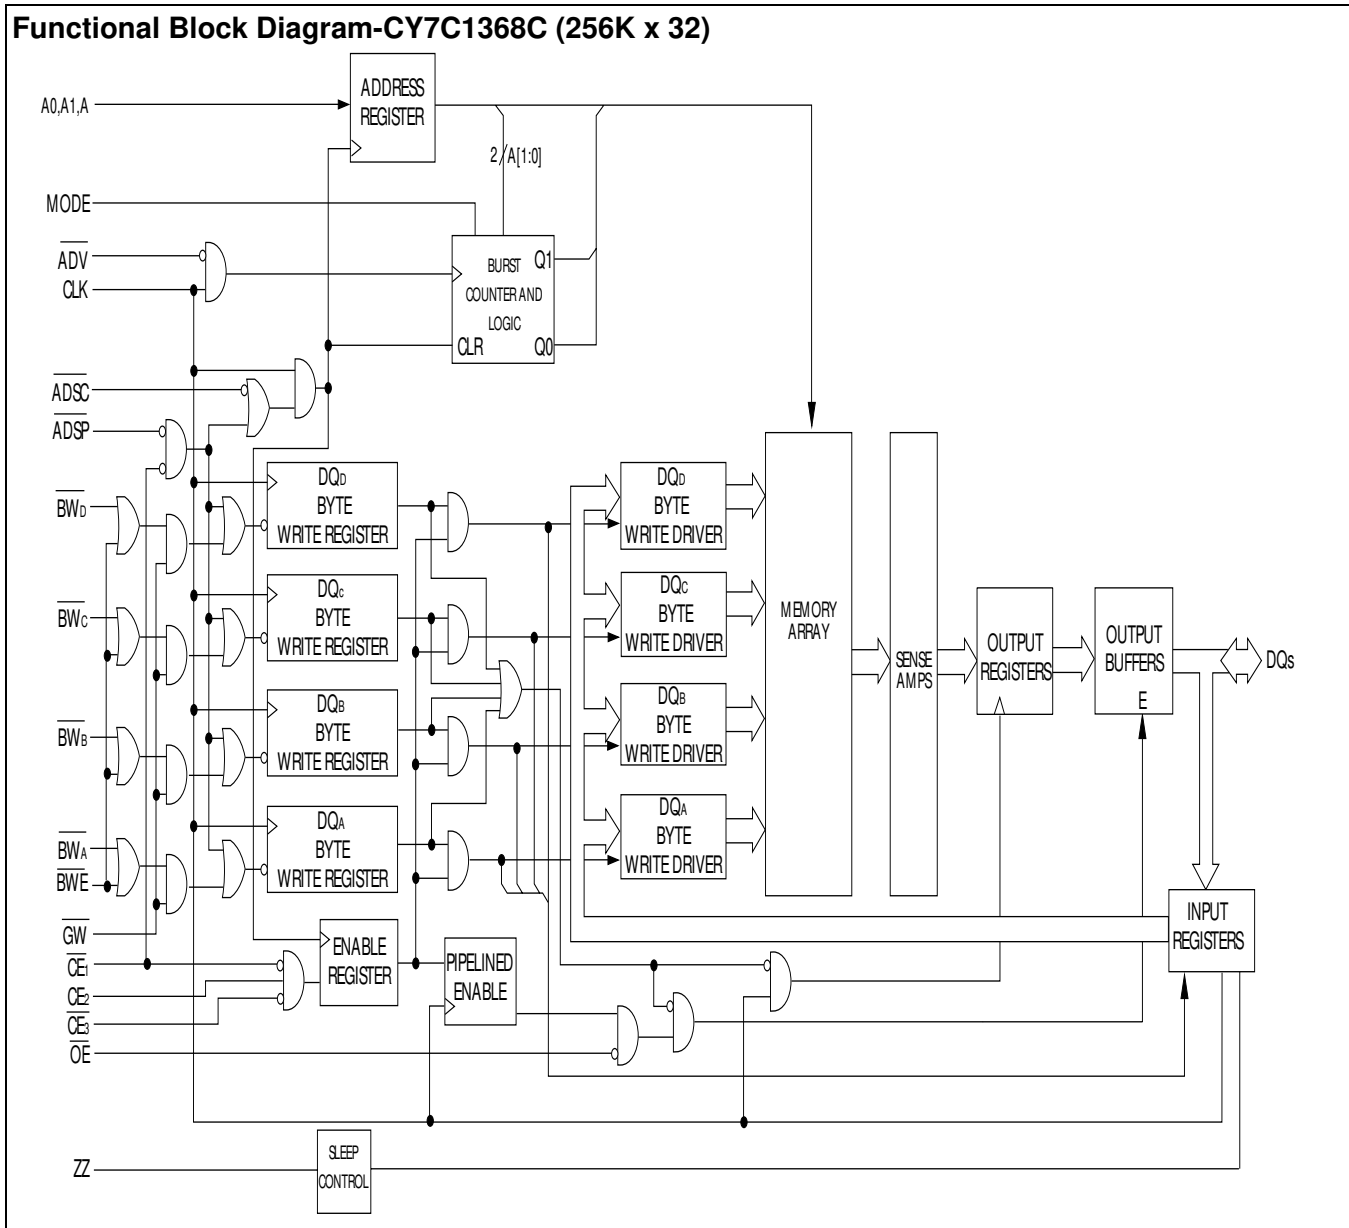 Functional Block Diagram-CY7C1368C (256K x 32)
A0,A1,A
ADDRESS
REGISTER
2 A[1:0]
MODE
ADV
CLK
BURST
COUNTER AND
LOGIC
CLR
Q1
Q0
ADSC
ADSP
BWD
DQD
BYTE
WRITE REGISTER
DQD
BYTE
WRITE DRIVER
BWC
DQc
BYTE
WRITE REGISTER
DQC
BYTE
WRITE DRIVER
MEMORY
ARRAY
SENSE
AMPS
OUTPUT
REGISTERS
OUTPUT
BUFFERS
E
DQs
BWB
DQB
BYTE
WRITE REGISTER
DQB
BYTE
WRITE DRIVER
BWA
BWE
DQA
BYTE
WRITE REGISTER
DQA
BYTE
WRITE DRIVER
GW
CE1
CE2
CE3
OE
ENABLE
REGISTER
PIPELINED
ENABLE
INPUT
REGISTERS
ZZ
SLEEP
CONTROL